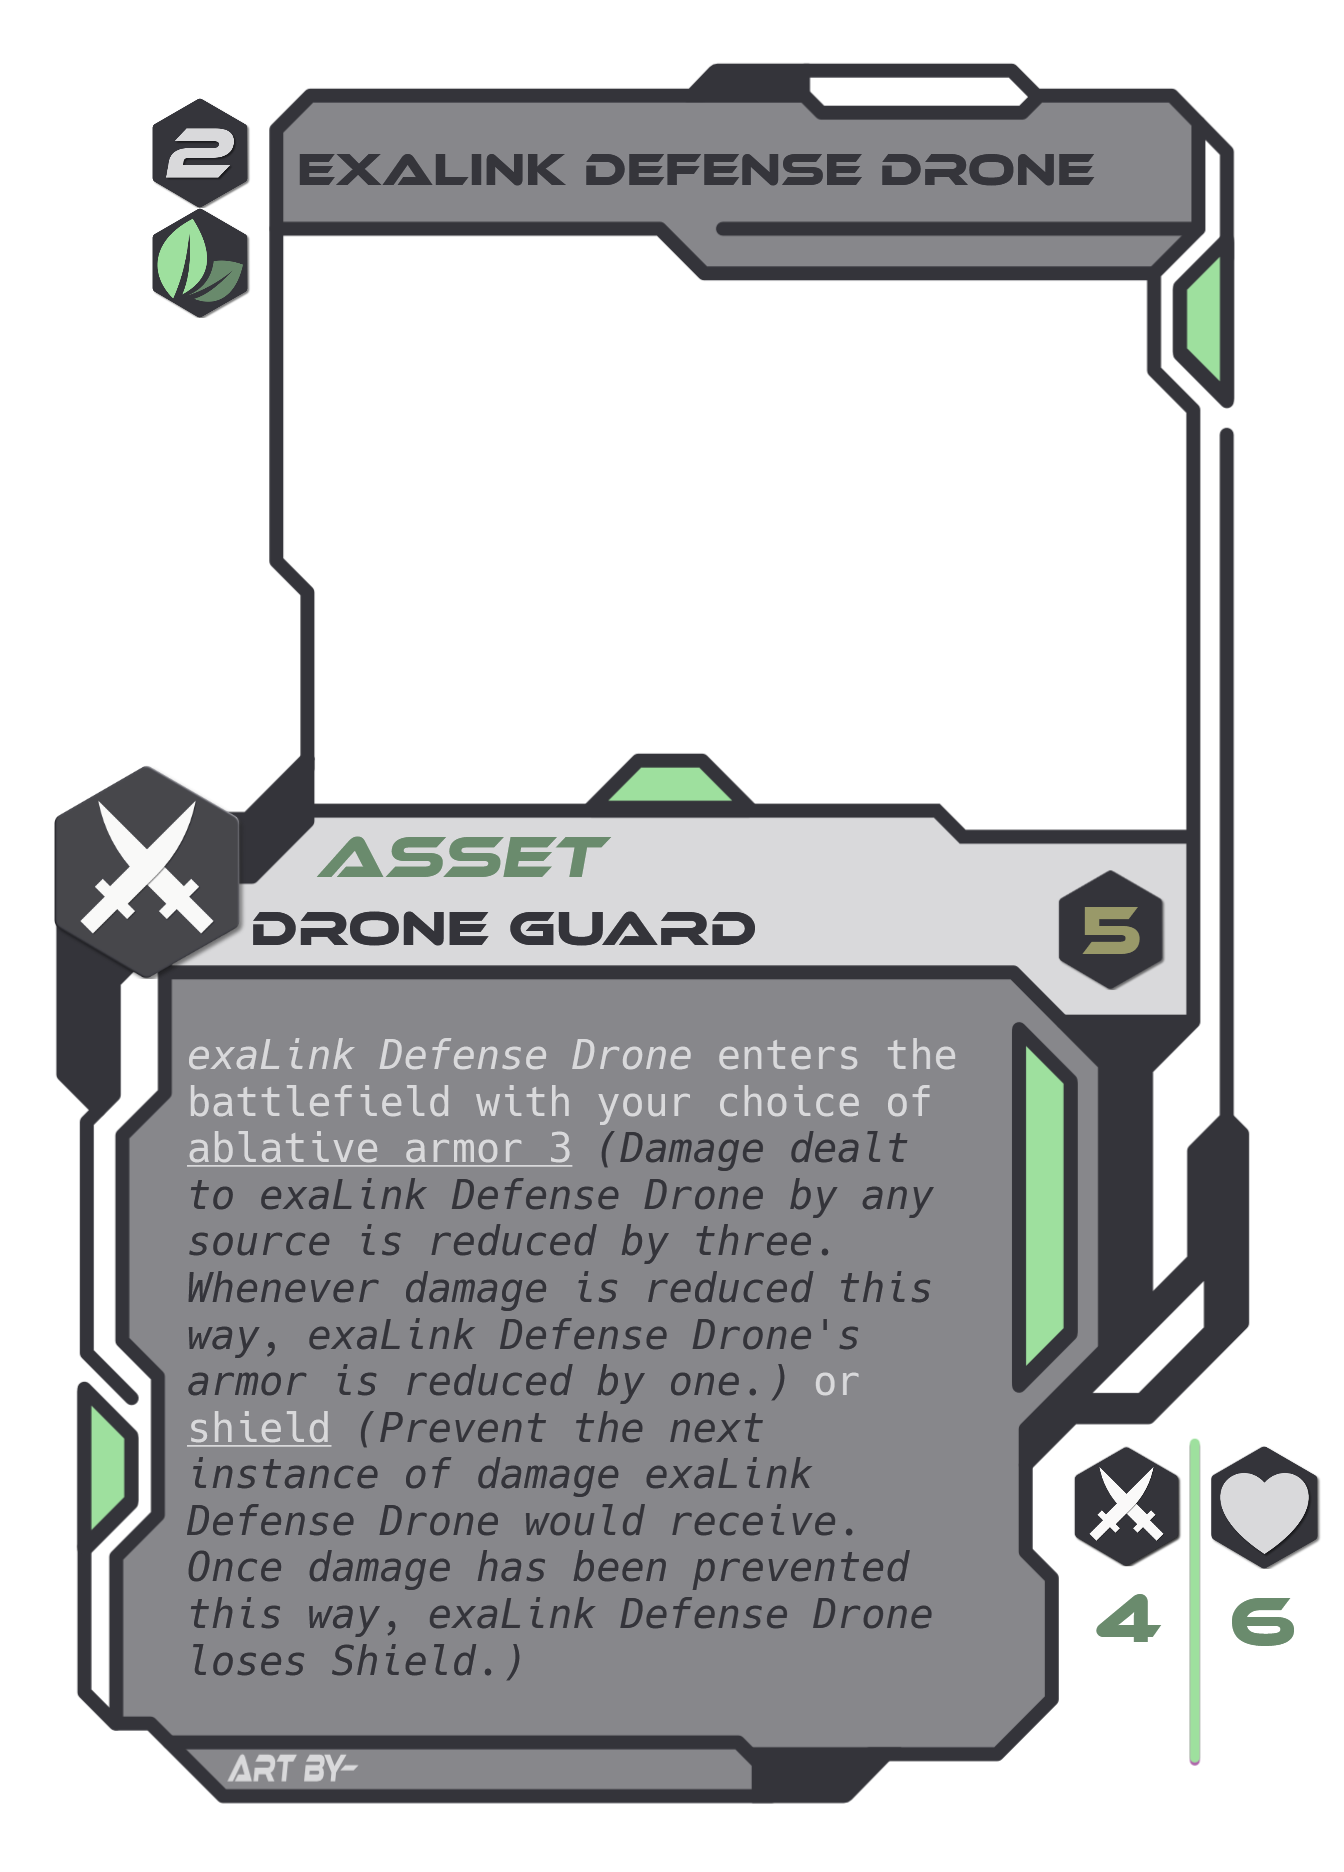 2
EXALINK DEFENSE DRONE
ASSET
DRONE GUARD
5
exaLink Defense Drone enters the
battlefield with your choice of
ablative armor 3 (Damage dealt
to exaLink Defense Drone by any
source is reduced by three.
Whenever damage is reduced this
way, exaLink Defense Drone's
armor is reduced by one.) or
shield (Prevent the next
instance of damage exaLink
Defense Drone would receive.
Once damage has been prevented
this way, exaLink Defense Drone
loses Shield.)
4
6
ART BY-